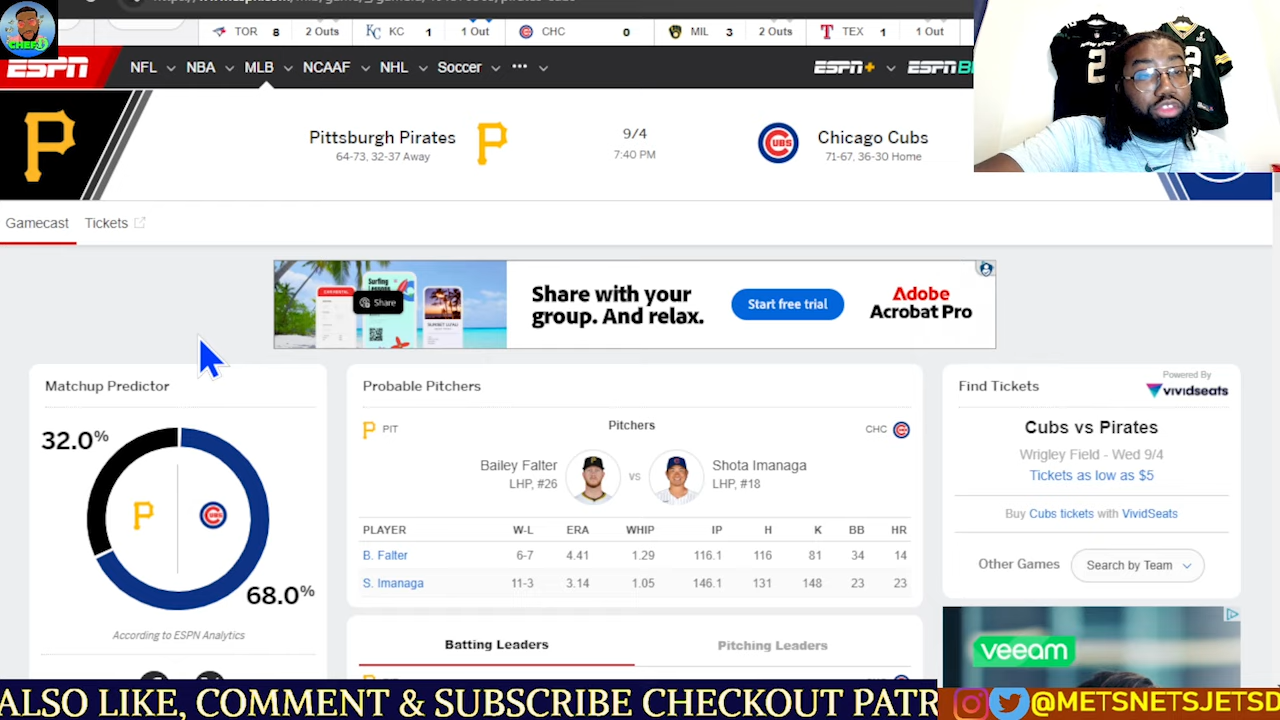 TOR 8 2 Outs KC 1 1 Out CHC 0 MIL 3 2 Outs TEX 1 1 Out
CHEF
ESPN NFL NBA MLB NCAAF NHL Soccer ESPN+
Pittsburgh Pirates
64-73, 32-37 Away
9/4
7:40 PM
Chicago Cubs
71-67, 36-30 Home
Gamecast Tickets
Share
Share with your
group. And relax.
Start free trial
Adobe
Acrobat Pro
Matchup Predictor
32.0%
68.0%
According to ESPN Analytics
Probable Pitchers
PIT Pitchers CHC
Bailey Falter
LHP, #26
vs
Shota Imanaga
LHP, #18
PLAYER W-L ERA WHIP IP H K BB HR
B. Falter 6-7 4.41 1.29 116.1 116 81 34 14
S. Imanaga 11-3 3.14 1.05 146.1 131 148 23 23
Batting Leaders Pitching Leaders
Find Tickets
Powered By
vividseats
Cubs vs Pirates
Wrigley Field - Wed 9/4
Tickets as low as $5
Buy Cubs tickets with VividSeats
Other Games Search by Team
veeam
ALSO LIKE, COMMENT & SUBSCRIBE CHECKOUT PATR
@METSNETSJETSD